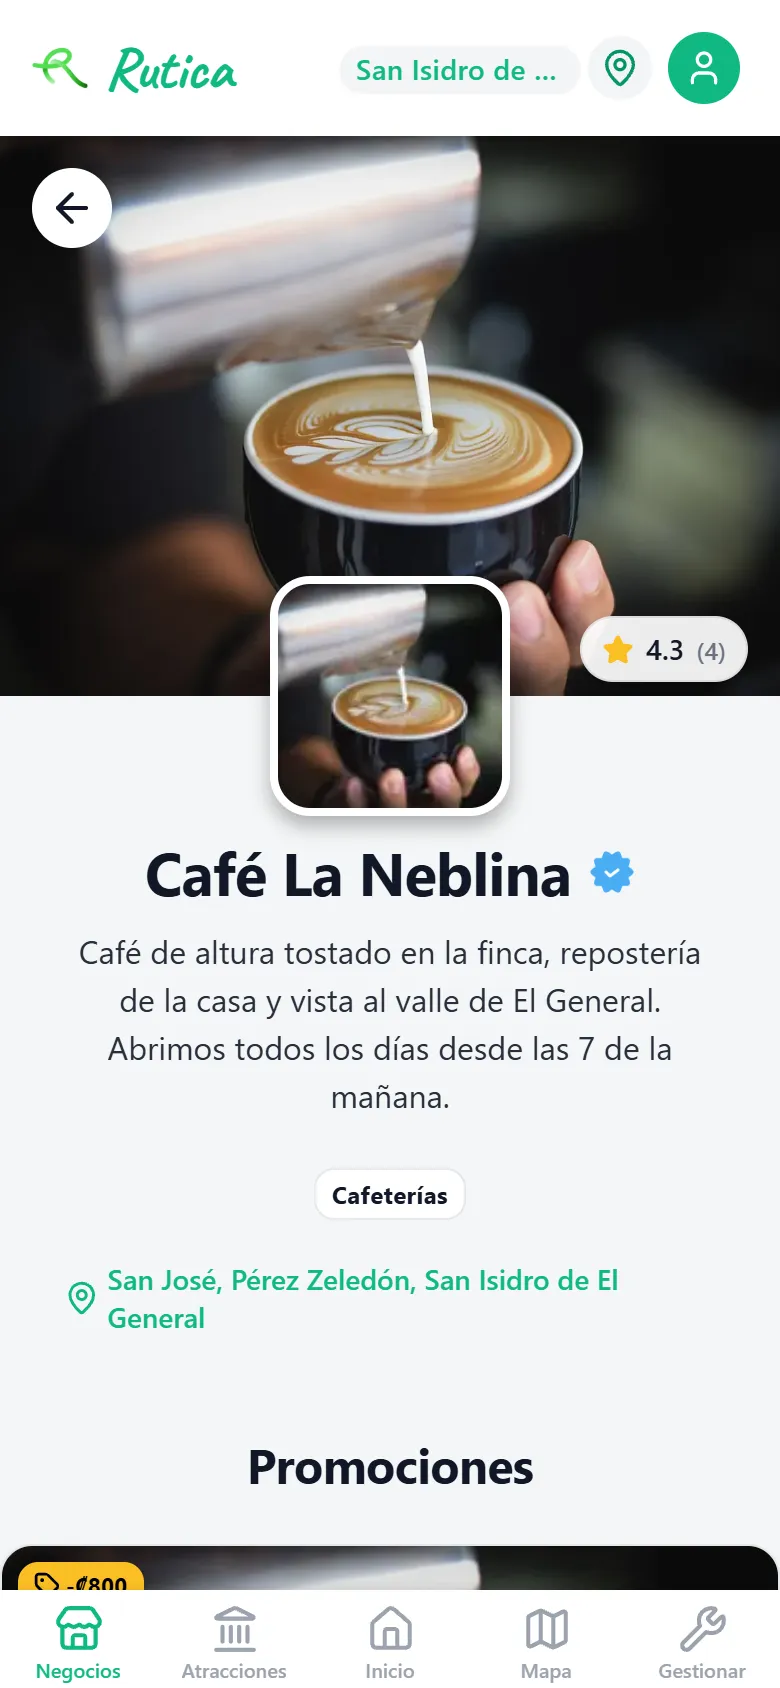 Rutica
San Isidro de ...
4.3 (4)
Café La Neblina
Café de altura tostado en la finca, repostería
de la casa y vista al valle de El General.
Abrimos todos los días desde las 7 de la
mañana.
Cafeterías
San José, Pérez Zeledón, San Isidro de El
General
Promociones
-₡800
Negocios
Atracciones
Inicio
Mapa
Gestionar